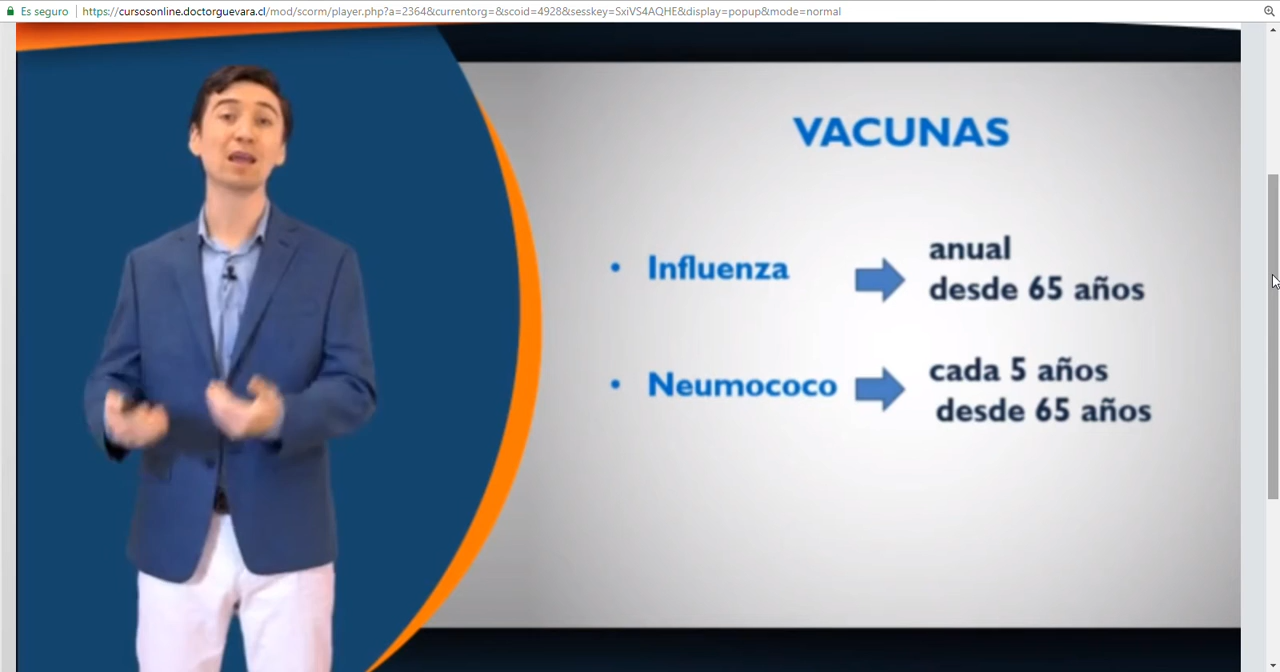 Es seguro
https://cursosonline.doctorguevara.cl/mod/scorm/player.php?a=2364&currentorg=&scoid=4928&sesskey=SxiVS4AQHE&display=popup&mode=normal
VACUNAS
• Influenza
anual
desde 65 años
• Neumococo
cada 5 años
desde 65 años